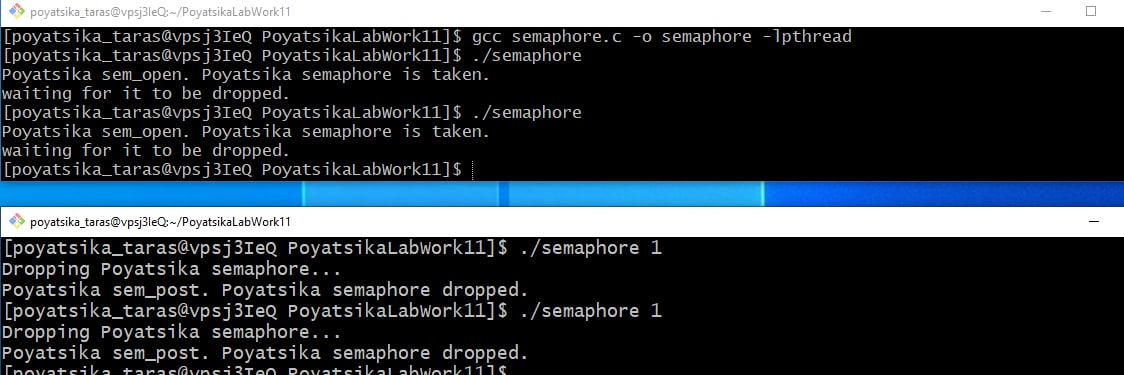 poyatsika_taras@vpsj3IeQ:~/PoyatsikaLabWork11
[poyatsika_taras@vpsj3IeQ PoyatsikaLabWork11]$ gcc semaphore.c -o semaphore -lpthread
[poyatsika_taras@vpsj3IeQ PoyatsikaLabWork11]$ ./semaphore
Poyatsika sem_open. Poyatsika semaphore is taken.
waiting for it to be dropped.
[poyatsika_taras@vpsj3IeQ PoyatsikaLabWork11]$ ./semaphore
Poyatsika sem_open. Poyatsika semaphore is taken.
waiting for it to be dropped.
[poyatsika_taras@vpsj3IeQ PoyatsikaLabWork11]$
poyatsika_taras@vpsj3IeQ:~/PoyatsikaLabWork11
[poyatsika_taras@vpsj3IeQ PoyatsikaLabWork11]$ ./semaphore 1
Dropping Poyatsika semaphore...
Poyatsika sem_post. Poyatsika semaphore dropped.
[poyatsika_taras@vpsj3IeQ PoyatsikaLabWork11]$ ./semaphore 1
Dropping Poyatsika semaphore...
Poyatsika sem_post. Poyatsika semaphore dropped.
[poyatsika_taras@vpsj3IeQ PoyatsikaLabWork11]$